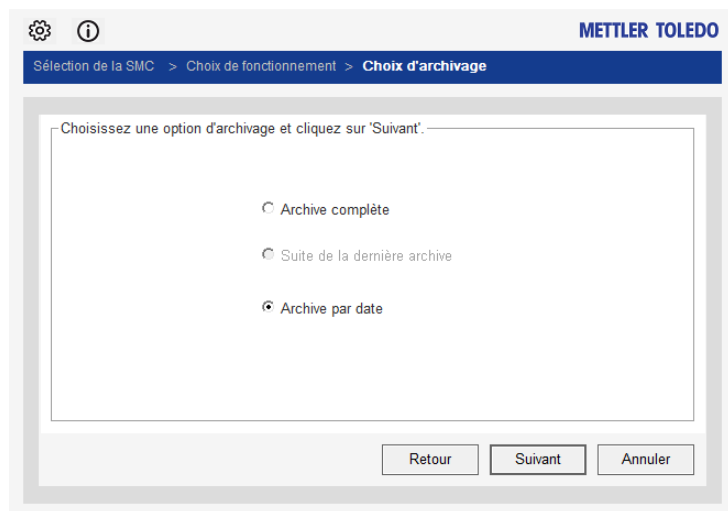 METTLER TOLEDO
Sélection de la SMC > Choix de fonctionnement > Choix d'archivage
Choisissez une option d'archivage et cliquez sur 'Suivant'.
Archive complète
Suite de la dernière archive
Archive par date
Retour Suivant Annuler